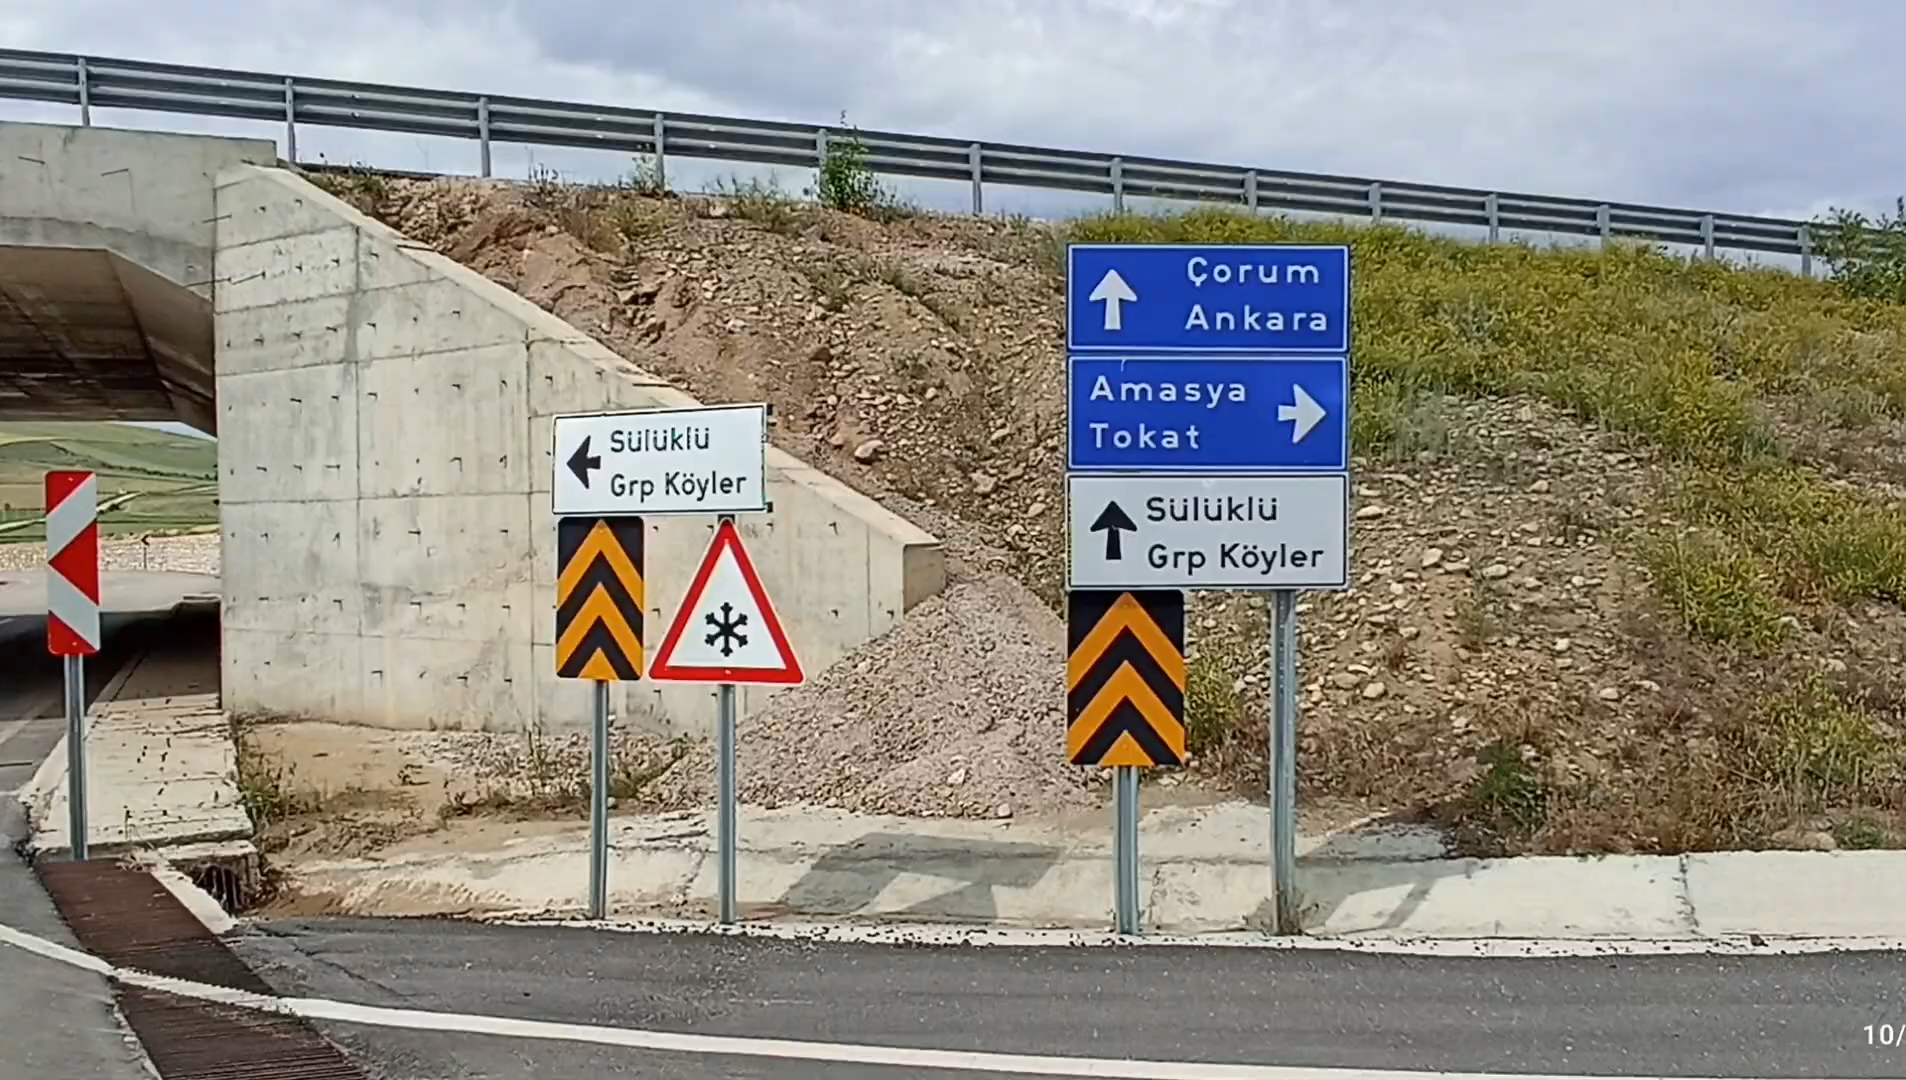 Sülüklü
Grp Köyler
Çorum
Ankara
Amasya
Tokat
Sülüklü
Grp Köyler
10/